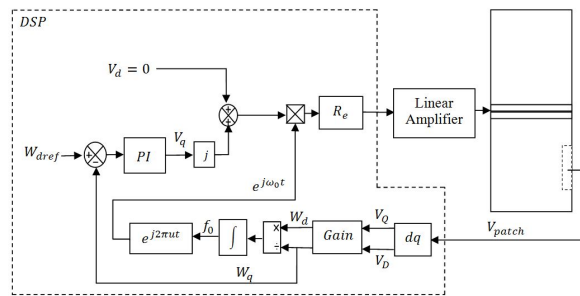 DSP
V_d = 0
W_dref
+
-
PI
V_q
j
+
+
R_e
Linear
Amplifier
e^{jω_0 t}
e^{j2πut}
f_0
∫
×
÷
W_d
W_q
Gain
V_Q
V_D
dq
V_patch